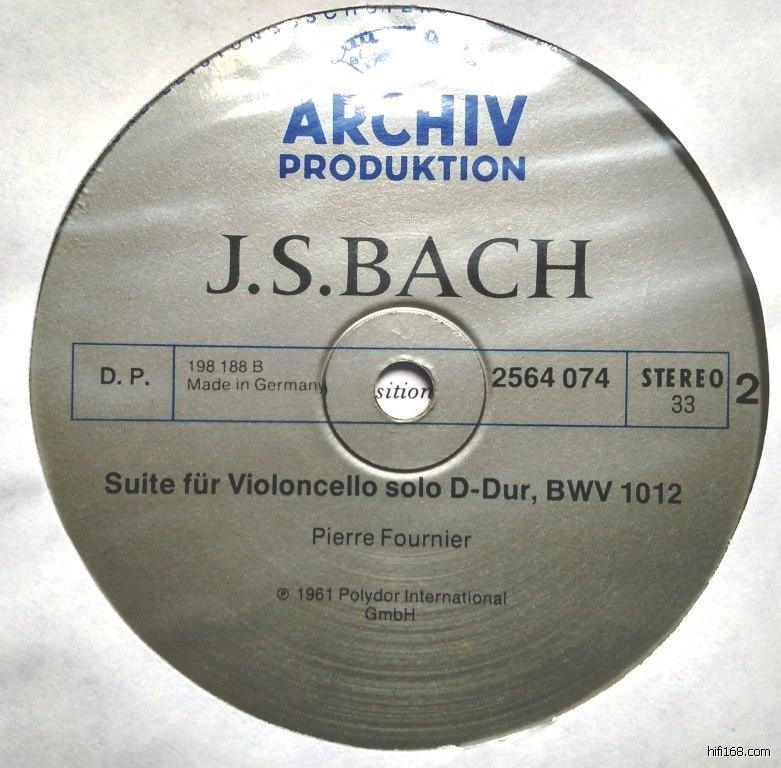 ARCHIV
PRODUKTION
J.S.BACH
D. P.
198 188 B
Made in Germany
sition
2564 074
STEREO
33
2
Suite für Violoncello solo D-Dur, BWV 1012
Pierre Fournier
℗ 1961 Polydor International
GmbH
hifi168.com